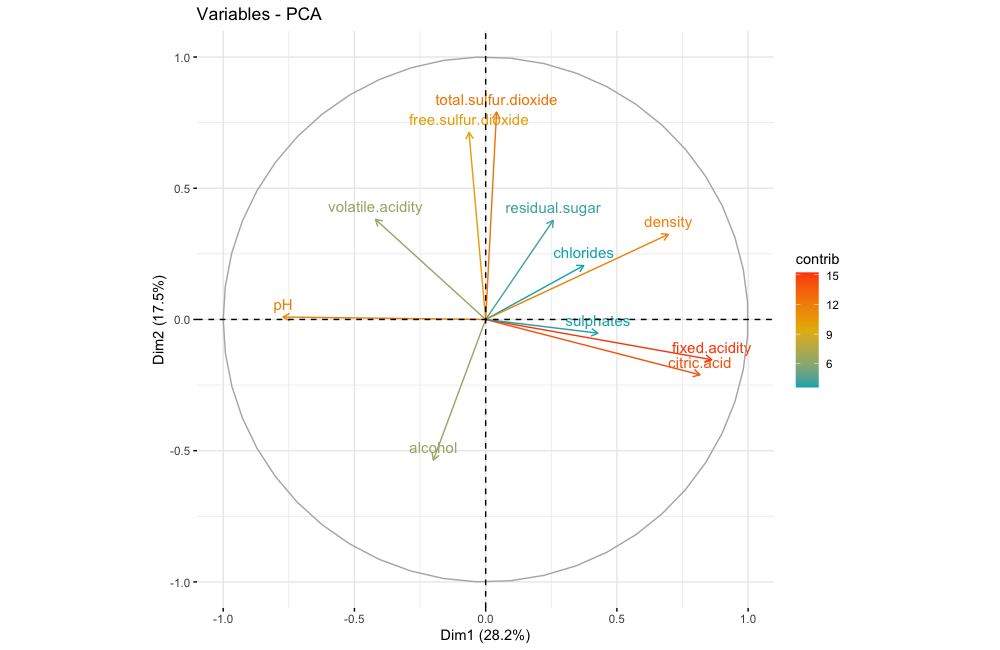 Variables - PCA
1.0
total.sulfur.dioxide
free.sulfur.dioxide
0.5
volatile.acidity
residual.sugar
density
chlorides
contrib
15
12
9
6
pH
0.0
sulphates
fixed.acidity
citric.acid
Dim2 (17.5%)
alcohol
-0.5
-1.0
-1.0
-0.5
0.0
0.5
1.0
Dim1 (28.2%)